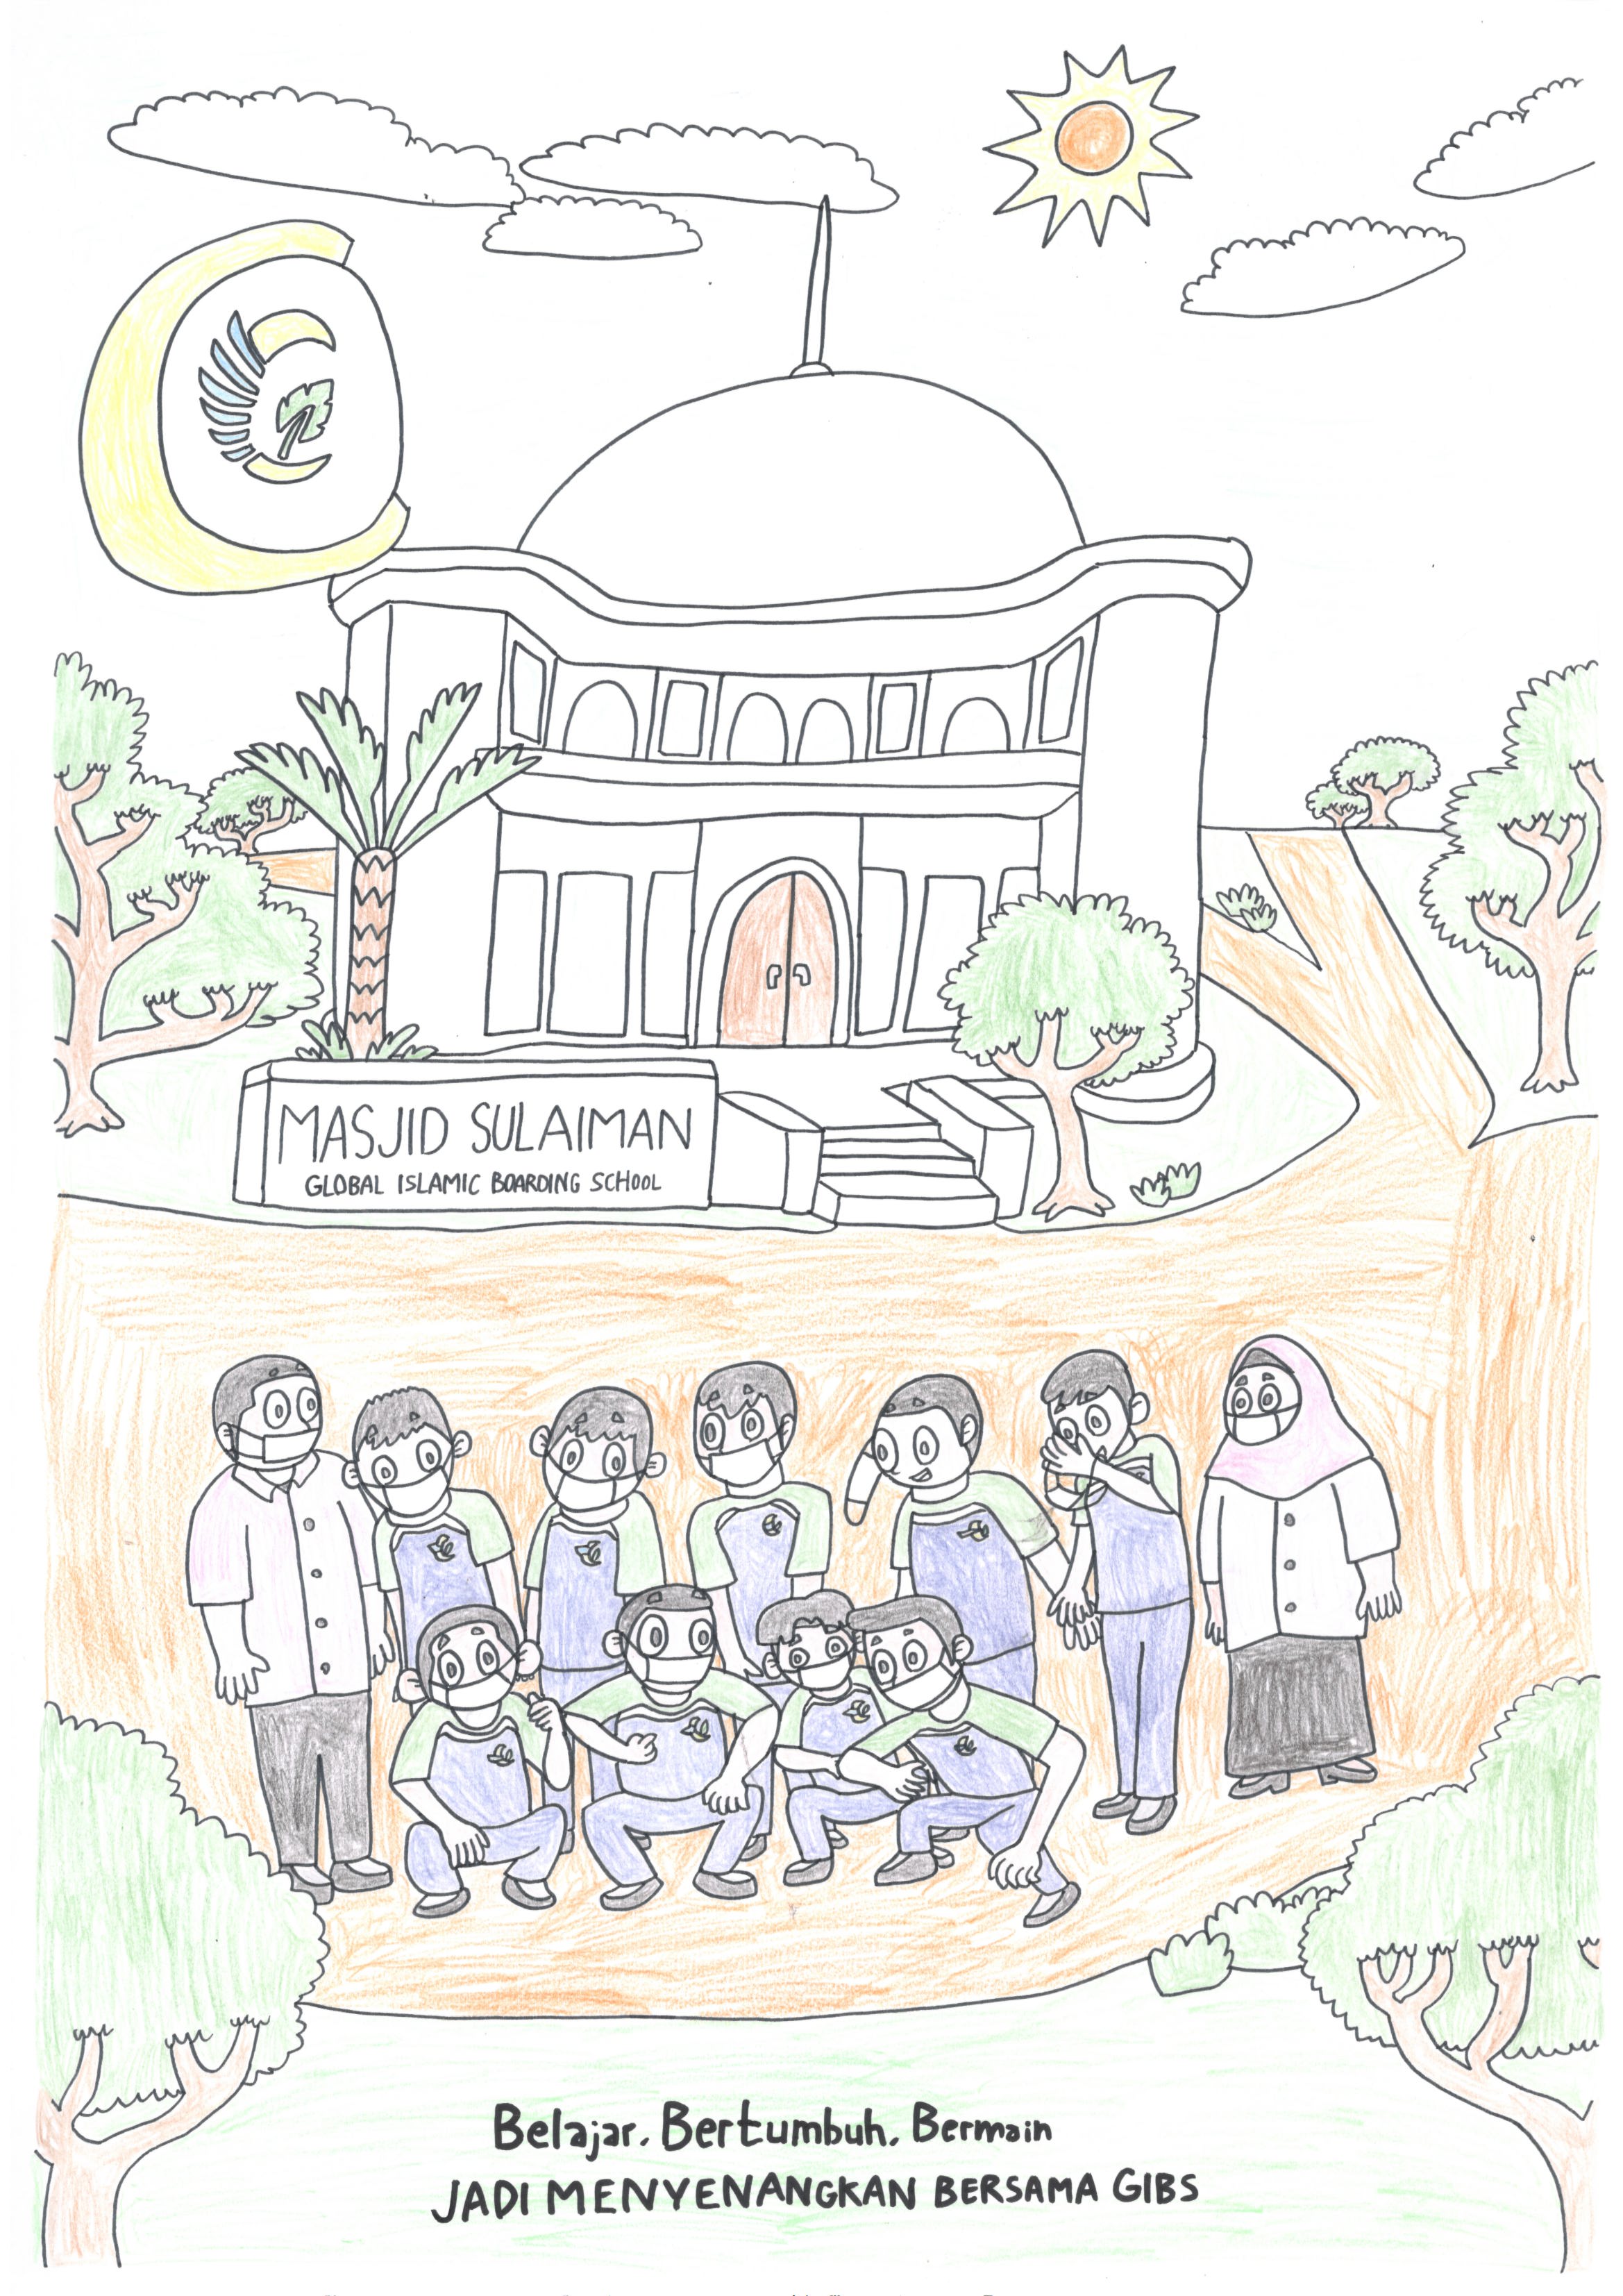 MASJID SULAIMAN
GLOBAL ISLAMIC BOARDING SCHOOL
Belajar. Bertumbuh. Bermain
JADI MENYENANGKAN BERSAMA GIBS